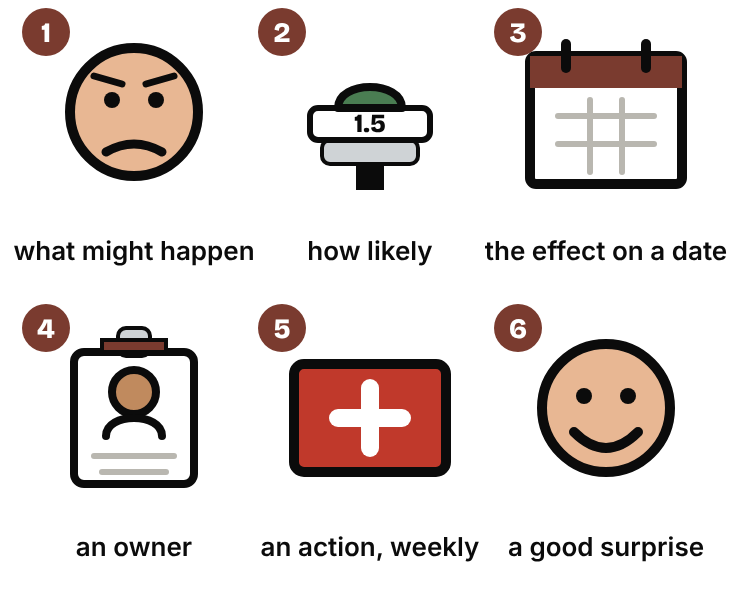 1
what might happen
2
1.5
how likely
3
the effect on a date
4
an owner
5
an action, weekly
6
a good surprise